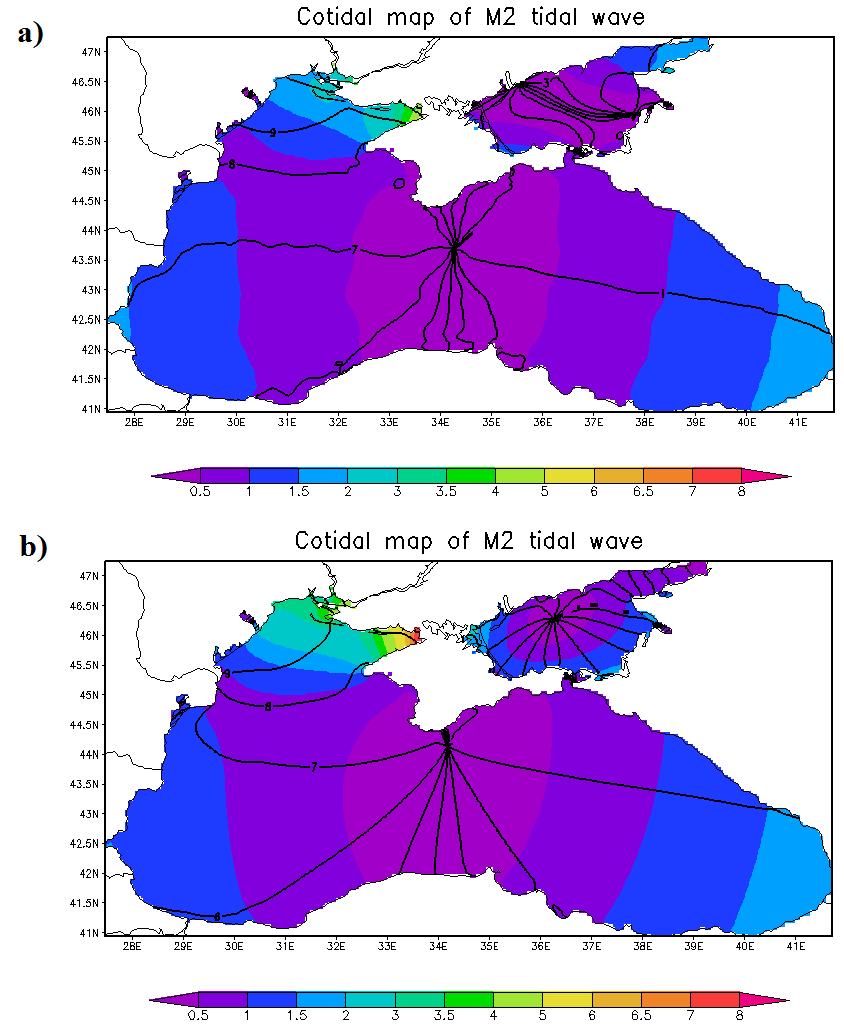 a)
Cotidal map of M2 tidal wave
47N
3
46.5N
46N
9
45.5N
8
45N
44.5N
44N
7
43.5N
43N
1
42.5N
42N
41.5N
41N
28E 29E 30E 31E 32E 33E 34E 35E 36E 37E 38E 39E 40E 41E
0.5 1 1.5 2 3 3.5 4 5 6 6.5 7 8
b)
Cotidal map of M2 tidal wave
47N
46.5N
46N
45.5N
9
45N
8
44.5N
44N
7
43.5N
43N
42.5N
42N
41.5N
6
41N
28E 29E 30E 31E 32E 33E 34E 35E 36E 37E 38E 39E 40E 41E
0.5 1 1.5 2 3 3.5 4 5 6 6.5 7 8